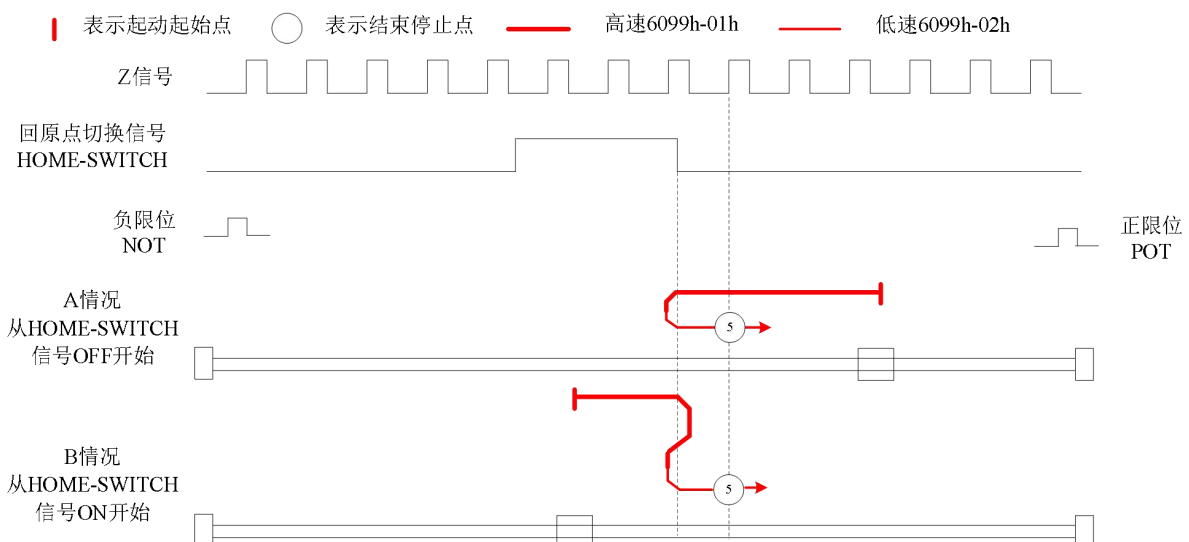 表示起动起始点
表示结束停止点
高速6099h-01h
低速6099h-02h
Z信号
回原点切换信号
HOME-SWITCH
负限位
NOT
正限位
POT
A情况
从HOME-SWITCH
信号OFF开始
5
B情况
从HOME-SWITCH
信号ON开始
5